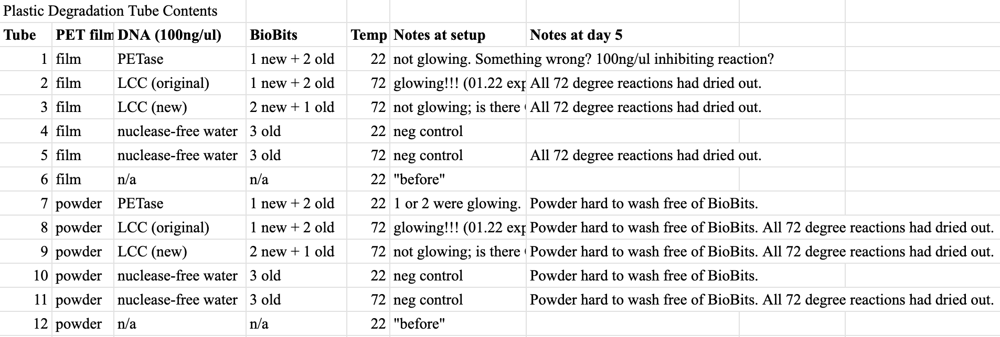 Plastic Degradation Tube Contents
Tube PET film DNA (100ng/ul) BioBits Temp Notes at setup Notes at day 5
1 film PETase 1 new + 2 old 22 not glowing. Something wrong? 100ng/ul inhibiting reaction?
2 film LCC (original) 1 new + 2 old 72 glowing!!! (01.22 All 72 degree reactions had dried out.
3 film LCC (new) 2 new + 1 old 72 not glowing; is there All 72 degree reactions had dried out.
4 film nuclease-free water 3 old 22 neg control
5 film nuclease-free water 3 old 72 neg control All 72 degree reactions had dried out.
6 film n/a n/a 22 "before"
7 powder PETase 1 new + 2 old 22 1 or 2 were glowing. Powder hard to wash free of BioBits.
8 powder LCC (original) 1 new + 2 old 72 glowing!!! (01.22 Powder hard to wash free of BioBits. All 72 degree reactions had dried out.
9 powder LCC (new) 2 new + 1 old 72 not glowing; is there Powder hard to wash free of BioBits. All 72 degree reactions had dried out.
10 powder nuclease-free water 3 old 22 neg control Powder hard to wash free of BioBits.
11 powder nuclease-free water 3 old 72 neg control Powder hard to wash free of BioBits. All 72 degree reactions had dried out.
12 powder n/a n/a 22 "before"